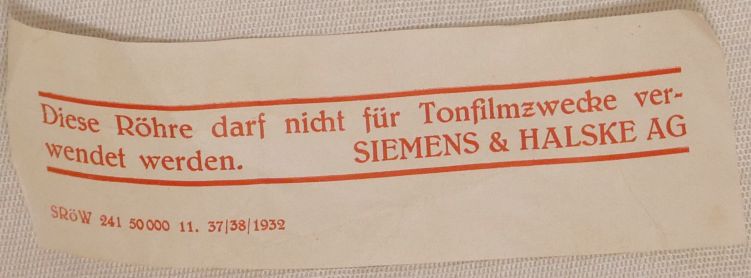 Diese Röhre darf nicht für Tonfilmzwecke ver-
wendet werden. SIEMENS & HALSKE AG
SRöW 241 50000 11. 37/38/1932